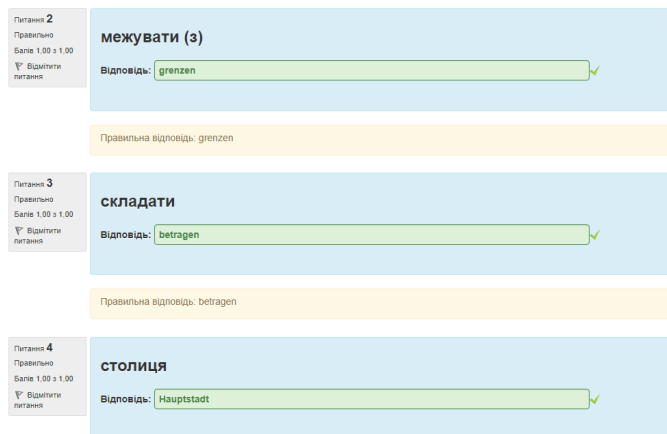 Питання 2
Правильно
Балів 1,00 з 1,00
Відмітити
питання
межувати (з)
Відповідь: grenzen
Правильна відповідь: grenzen
Питання 3
Правильно
Балів 1,00 з 1,00
Відмітити
питання
складати
Відповідь: betragen
Правильна відповідь: betragen
Питання 4
Правильно
Балів 1,00 з 1,00
Відмітити
питання
столиця
Відповідь: Hauptstadt